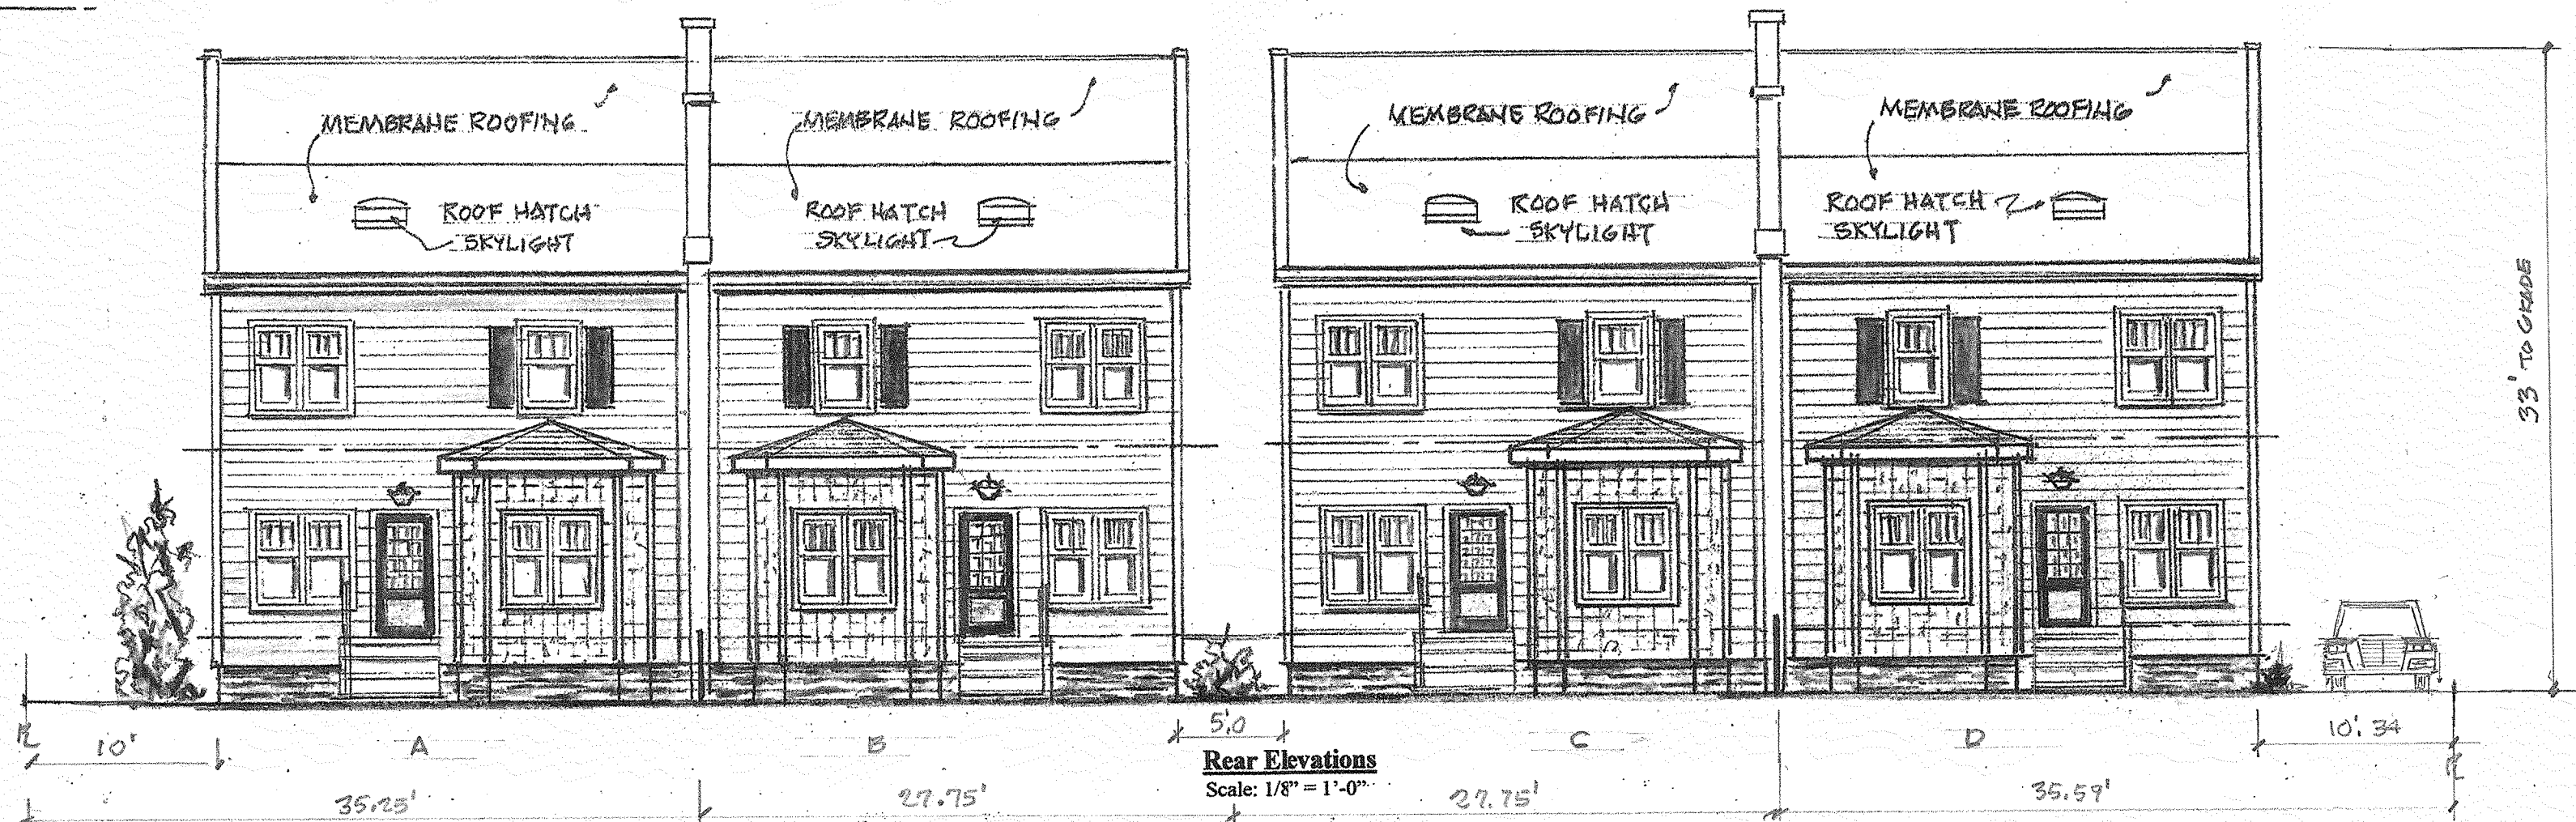 MEMBRANE ROOFING
MEMBRANE ROOFING
MEMBRANE ROOFING
MEMBRANE ROOFING
ROOF HATCH
SKYLIGHT
ROOF HATCH
SKYLIGHT
ROOF HATCH
SKYLIGHT
ROOF HATCH
SKYLIGHT
33' TO GRADE
10'
A
B
5'.0
C
D
10'.34
Rear Elevations
Scale: 1/8" = 1'-0"
35.25'
27.75'
27.75'
35.59'